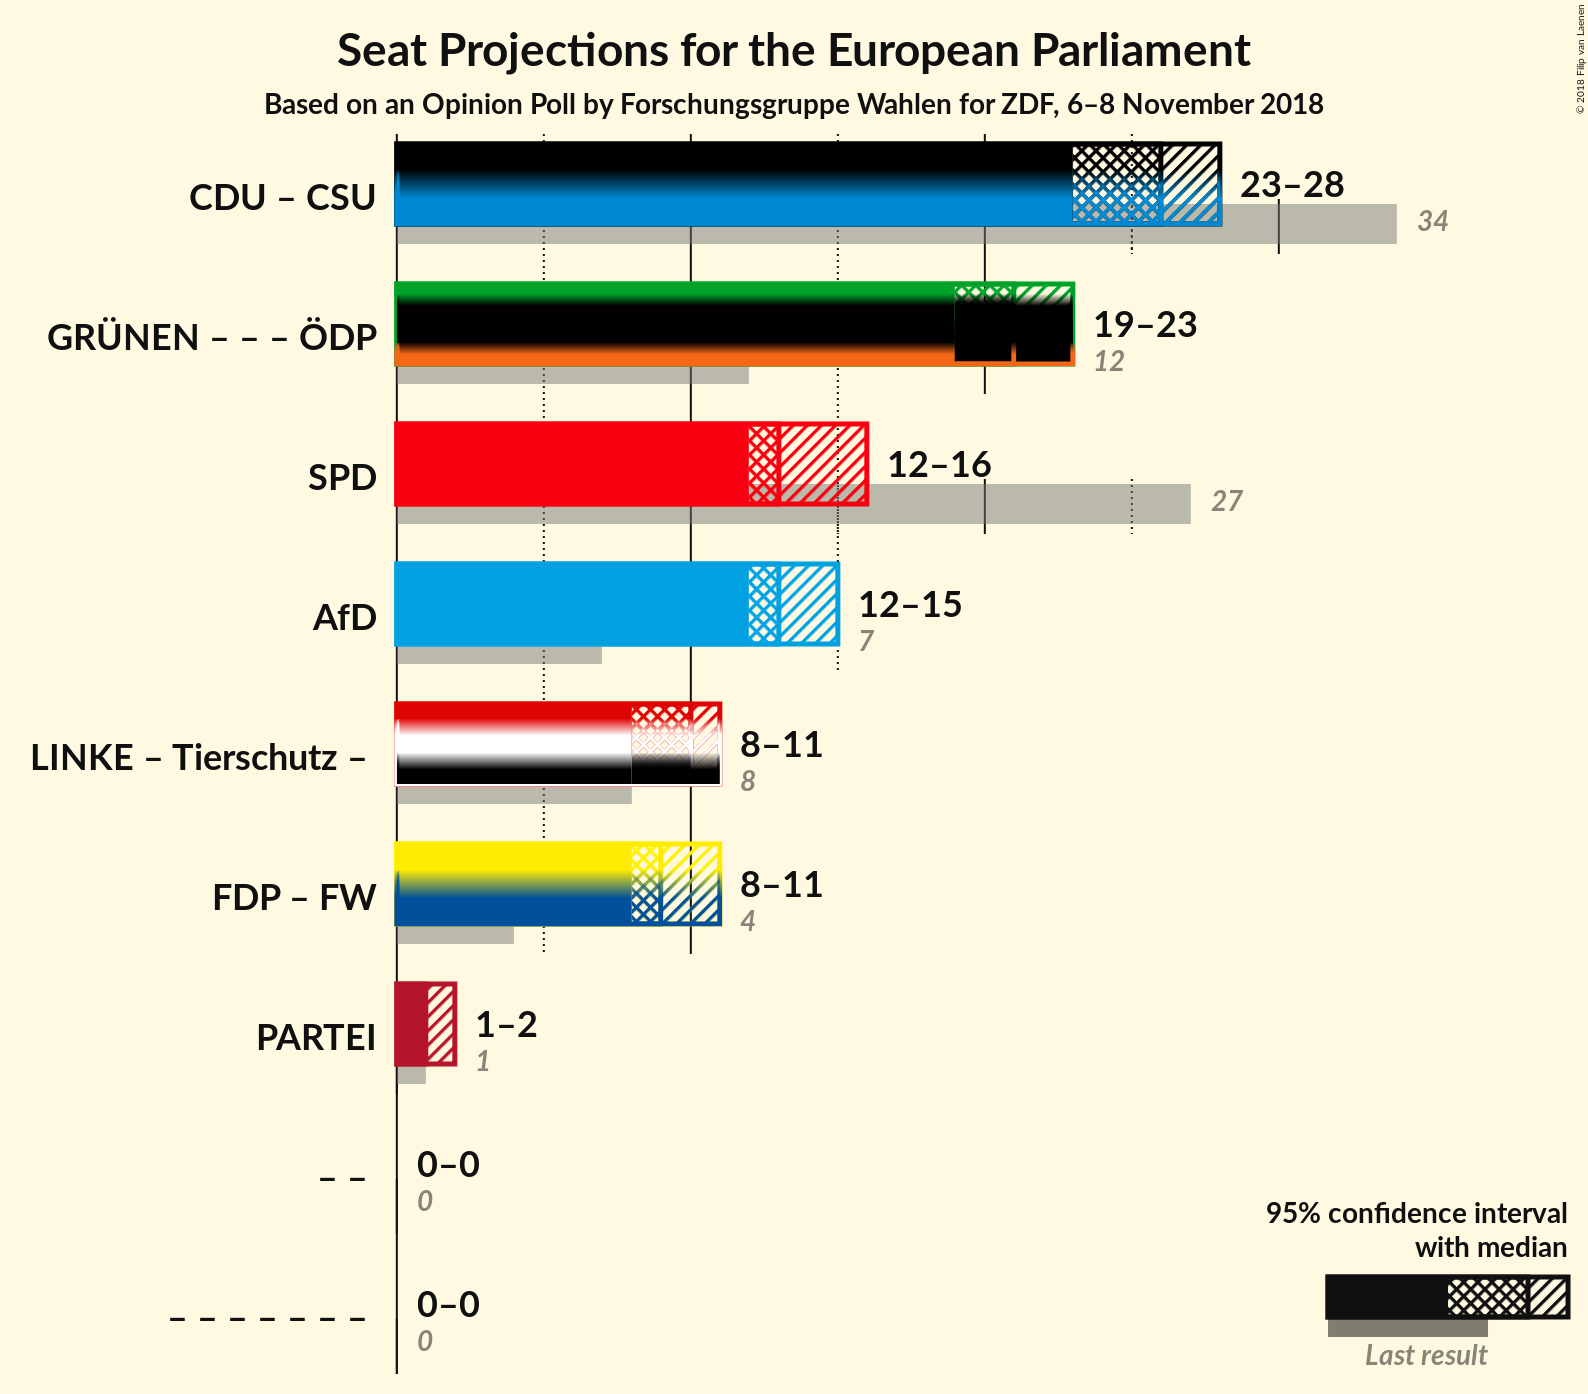 Seat Projections for the European Parliament
Based on an Opinion Poll by Forschungsgruppe Wahlen for ZDF, 6–8 November 2018
© 2018 Filip van Laenen
CDU – CSU
23–28
34
GRÜNEN – – – ÖDP
19–23
12
SPD
12–16
27
AfD
12–15
7
LINKE – Tierschutz –
8–11
8
FDP – FW
8–11
4
PARTEI
1–2
1
– –
0–0
0
– – – – – – –
0–0
0
95% confidence interval
with median
Last result